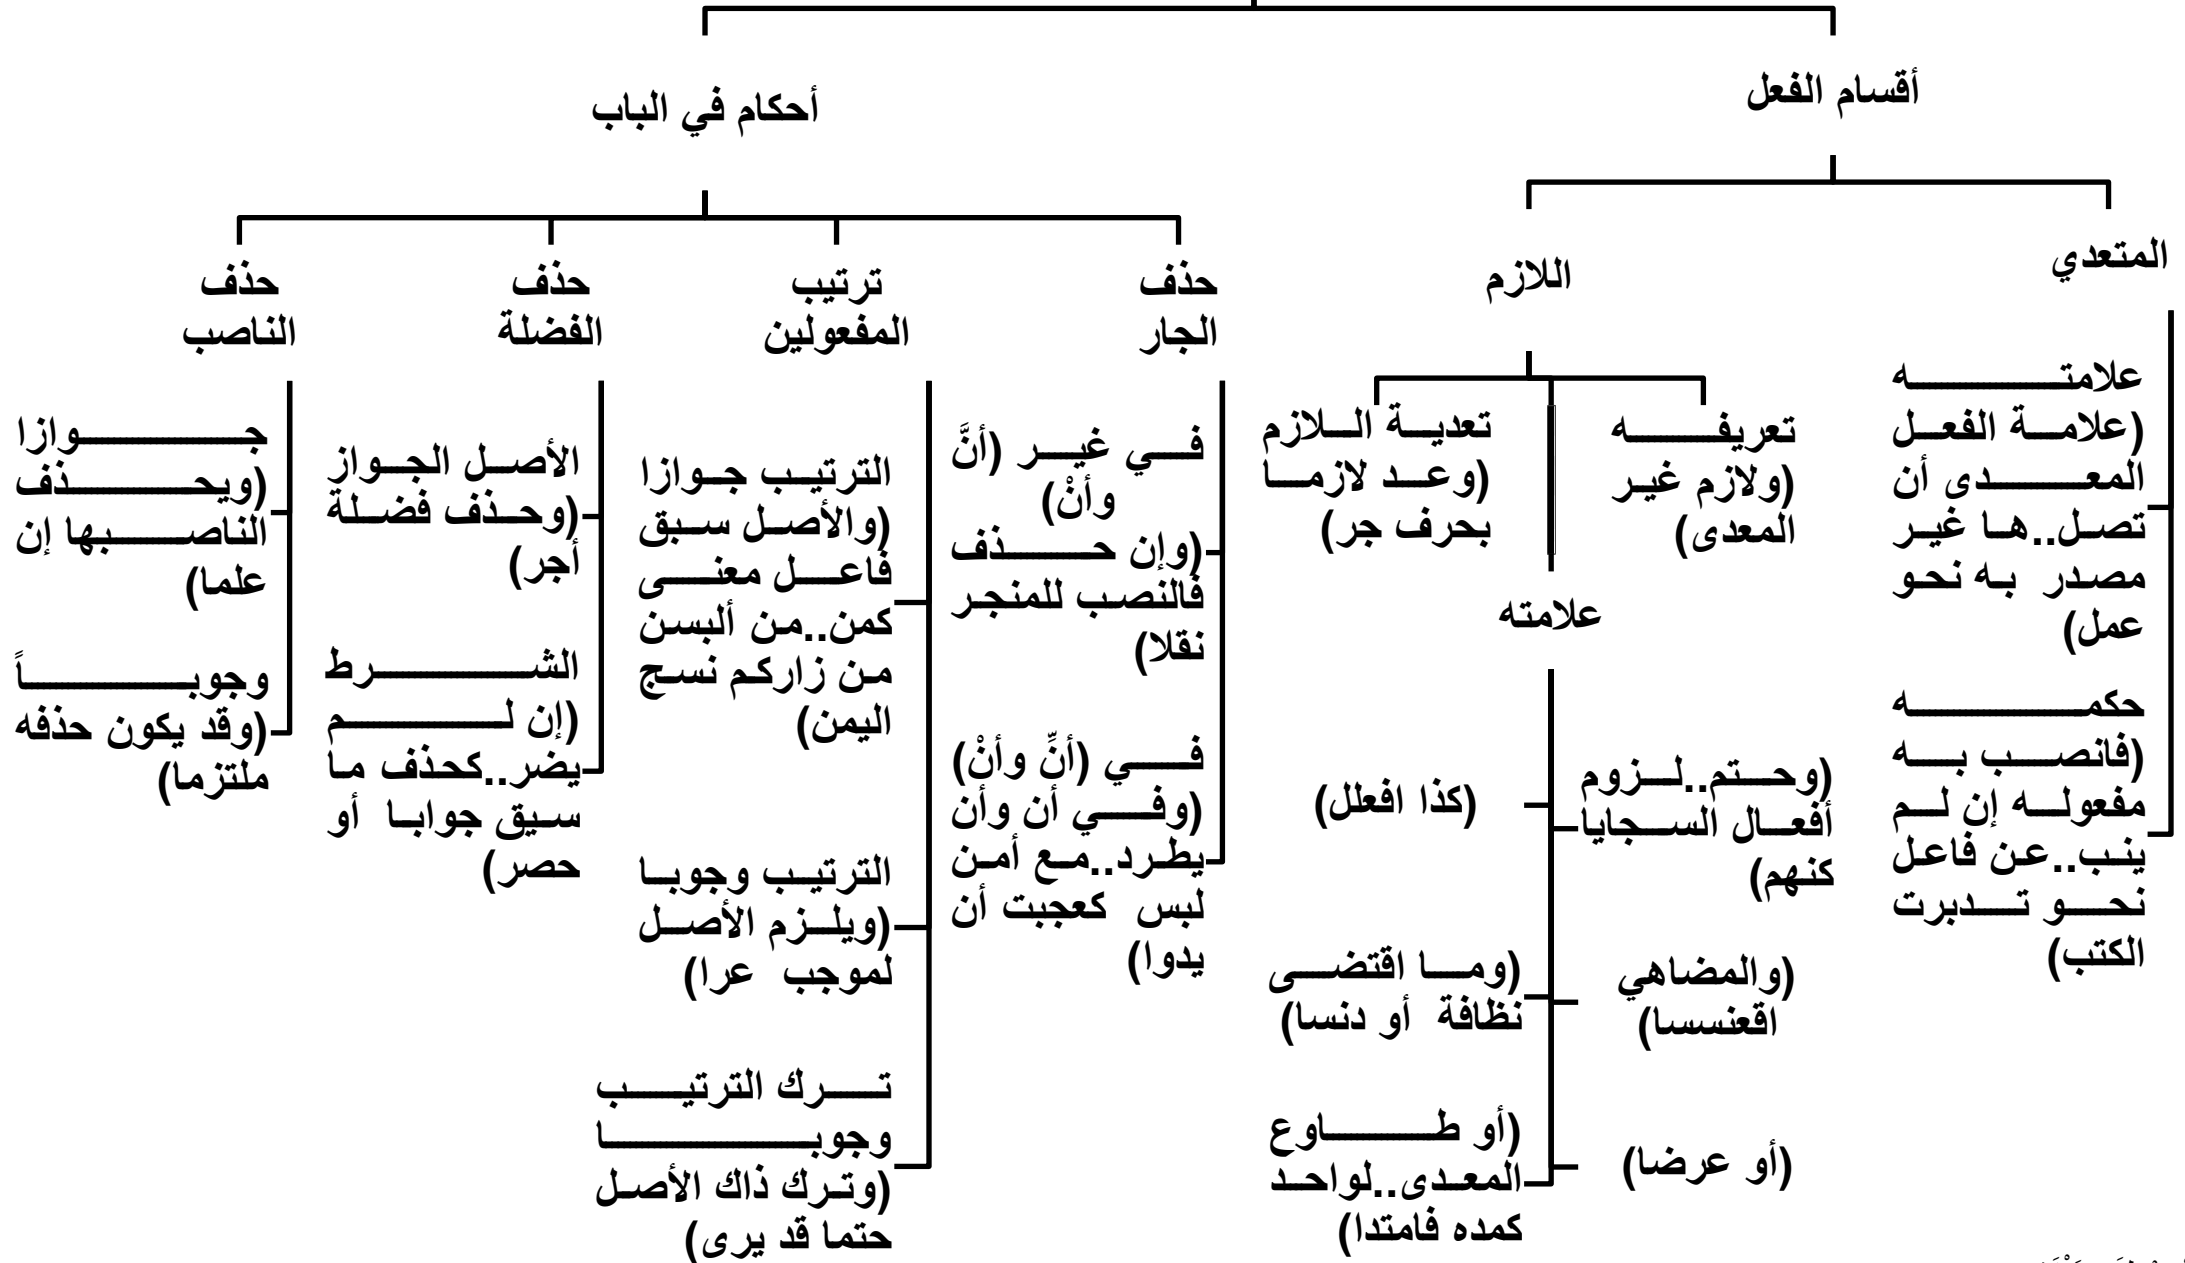 أقسام الفعل
أحكام في الباب
المتعدي
علامته
(علامة الفعل
المعدى أن
تصل..ها غير
مصدر به نحو
عمل)
حكمه
(فانصب به
مفعوله إن لم
ينب..عن فاعل
نحو تدبرت
الكتب)
اللازم
تعريفه
(ولازم غير
المعدى)
علامته
(وحتم..لزوم
أفعال السجايا
كنهم)
(كذا افعلل)
(والمضاهي
اقعنسسا)
(وما اقتضى
نظافة أو دنسا)
(أو عرضا)
(أو طاوع
المعدى..لواحد
كمده فامتدا)
تعدية اللازم
(وعد لازما
بحرف جر)
حذف
الجار
في غير (أنَّ
وأنْ)
(وإن حذف
فالنصب للمنجر
نقلا)
في (أنِّ وأنْ)
(وفي أن وأن
يطرد..مع أمن
لبس كعجبت أن
يدوا)
ترتيب
المفعولين
الترتيب جوازا
(والأصل سبق
فاعل معنى
كمن..من ألبسن
من زاركم نسج
اليمن)
الترتيب وجوبا
(ويلزم الأصل
لموجب عرا)
ترك الترتيب
وجوبا
(وترك ذاك الأصل
حتما قد يرى)
حذف
الفضلة
الأصل الجواز
(وحذف فضلة
أجر)
الشرط
(إن لم
يضر..كحذف ما
سيق جوابا أو
حصر)
حذف
الناصب
جوازا
(ويحذف
الناصبها إن
علما)
وجوباً
(وقد يكون حذفه
ملتزما)